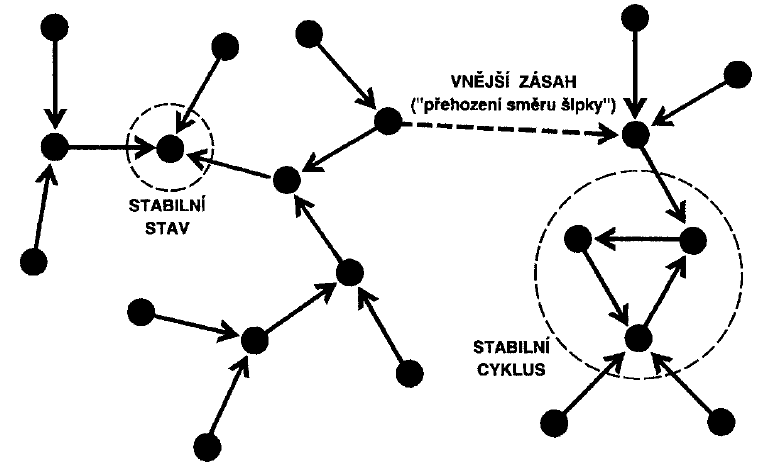 VNĚJŠÍ ZÁSAH
("přehození směru šipky")
STABILNÍ
STAV
STABILNÍ
CYKLUS